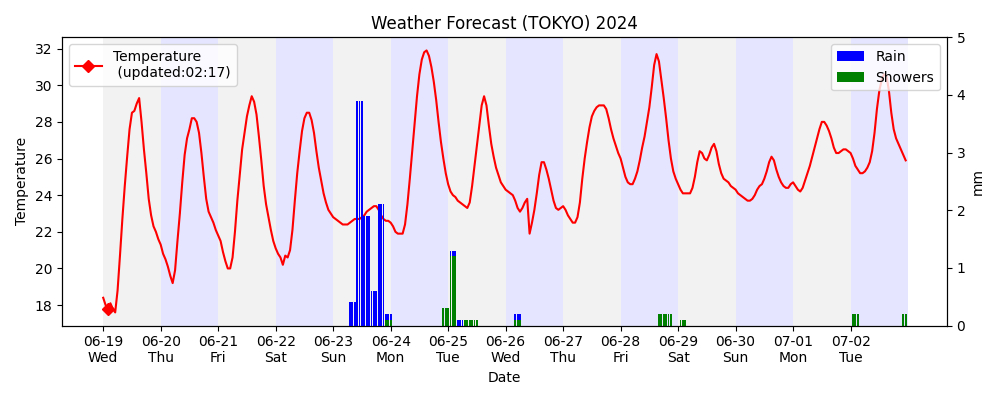 Weather Forecast (TOKYO) 2024
Temperature
(updated:02:17)
Rain
Showers
Temperature
32
30
28
26
24
22
20
18
5
4
3
2
1
0
mm
06-19 06-20 06-21 06-22 06-23 06-24 06-25 06-26 06-27 06-28 06-29 06-30 07-01 07-02
Wed Thu Fri Sat Sun Mon Tue Wed Thu Fri Sat Sun Mon Tue
Date